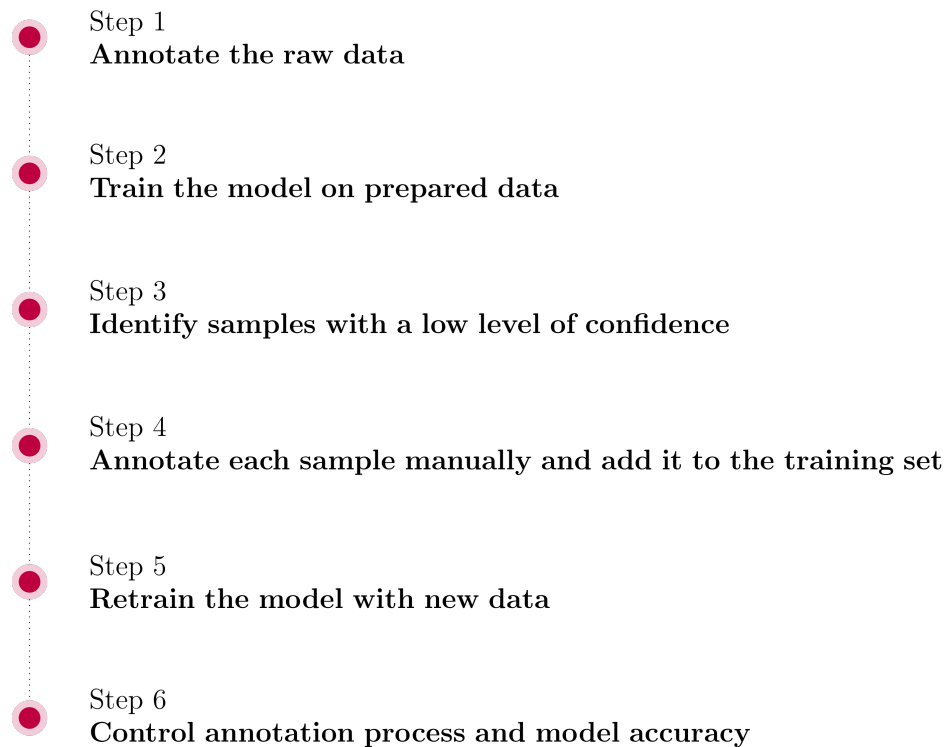 Step 1
Annotate the raw data
Step 2
Train the model on prepared data
Step 3
Identify samples with a low level of confidence
Step 4
Annotate each sample manually and add it to the training set
Step 5
Retrain the model with new data
Step 6
Control annotation process and model accuracy